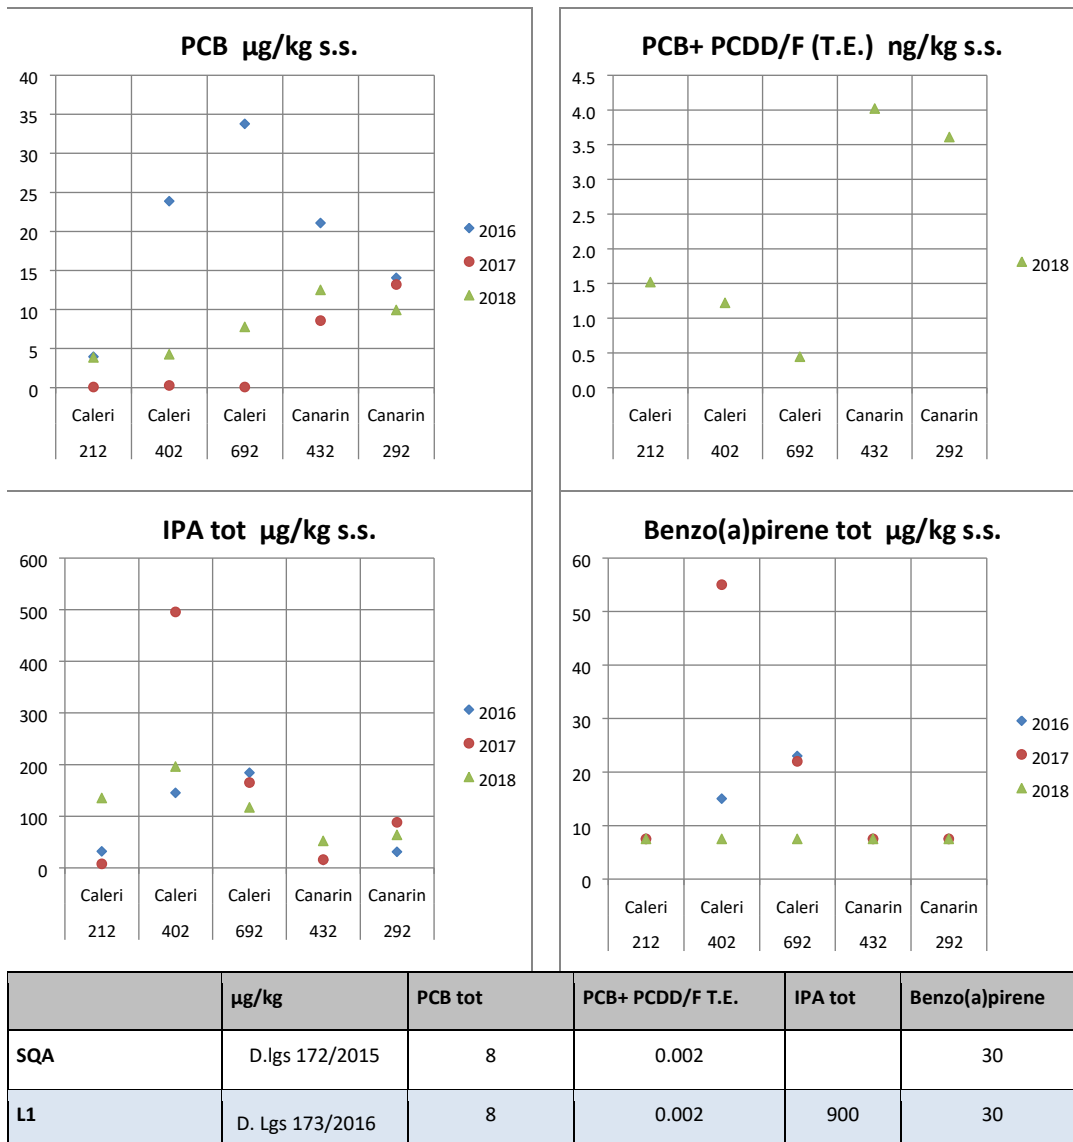 PCB µg/kg s.s.
40
35
30
25
20
15
10
5
0
Caleri Caleri Caleri Canarin Canarin
212 402 692 432 292
2016
2017
2018
PCB+ PCDD/F (T.E.) ng/kg s.s.
4.5
4.0
3.5
3.0
2.5
2.0
1.5
1.0
0.5
0.0
Caleri Caleri Caleri Canarin Canarin
212 402 692 432 292
2018
IPA tot µg/kg s.s.
600
500
400
300
200
100
0
Caleri Caleri Caleri Canarin Canarin
212 402 692 432 292
2016
2017
2018
Benzo(a)pirene tot µg/kg s.s.
60
50
40
30
20
10
0
Caleri Caleri Caleri Canarin Canarin
212 402 692 432 292
2016
2017
2018
µg/kg PCB tot PCB+ PCDD/F T.E. IPA tot Benzo(a)pirene
SQA D.lgs 172/2015 8 0.002 30
L1 D. Lgs 173/2016 8 0.002 900 30